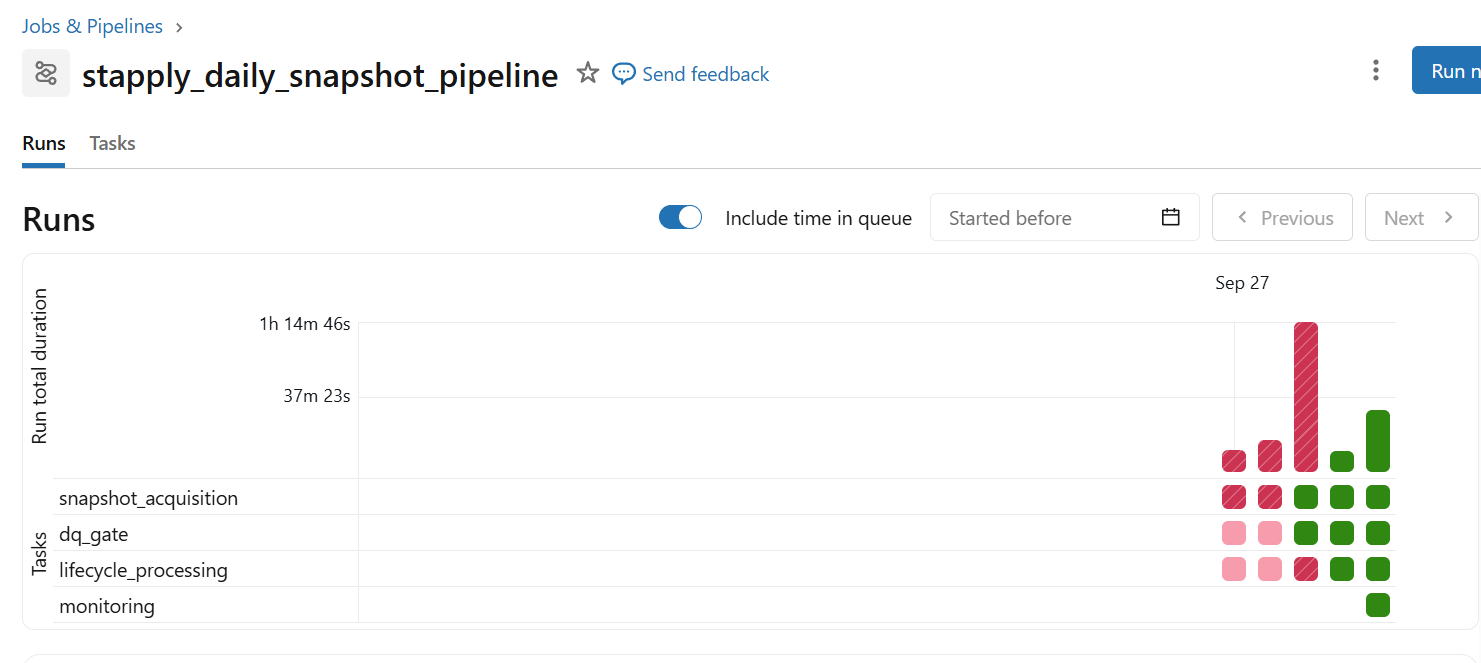 Jobs & Pipelines
stapply_daily_snapshot_pipeline
Send feedback
Run n
Runs
Tasks
Runs
Include time in queue
Started before
Previous
Next
Sep 27
Run total duration
1h 14m 46s
37m 23s
Tasks
snapshot_acquisition
dq_gate
lifecycle_processing
monitoring